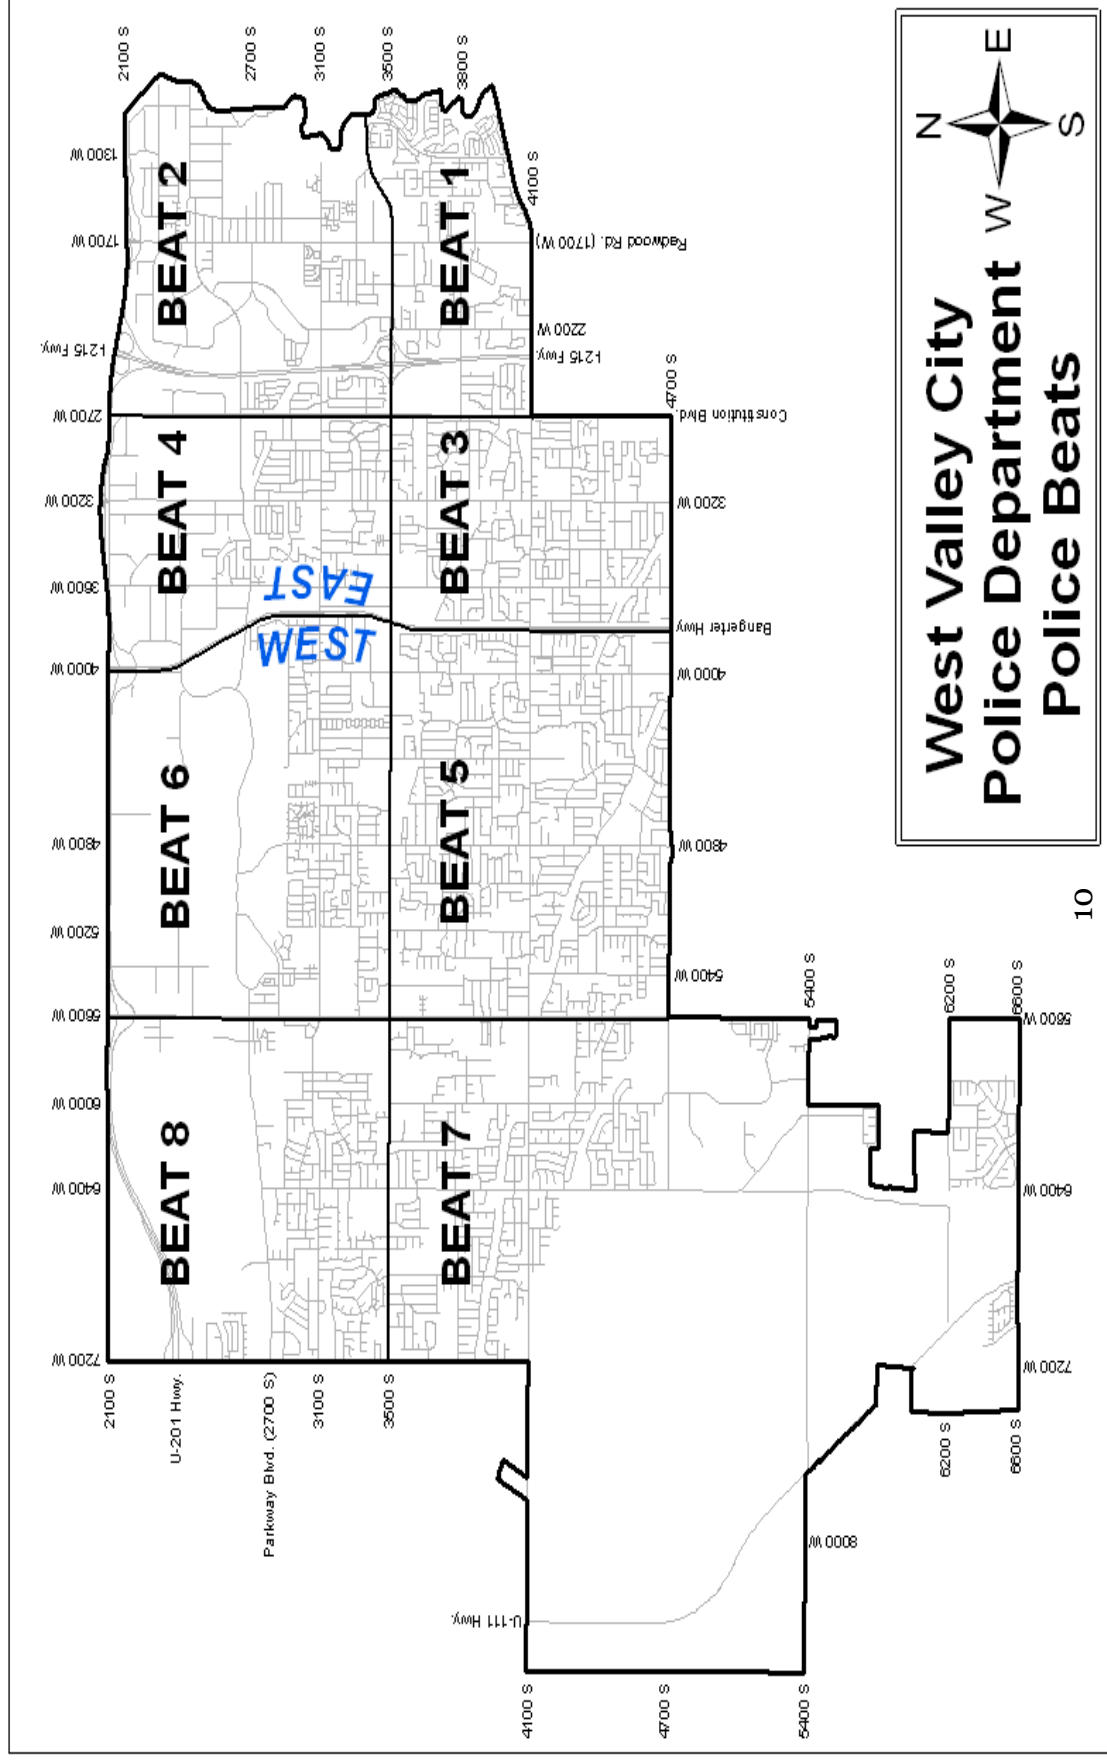 2100 S
2700 S
3100 S
3500 S
3800 S
1300 W
1700 W
I-215 Fwy.
2700 W
3200 W
3600 W
4000 W
4800 W
5200 W
5600 W
6000 W
6400 W
7200 W
BEAT 2
BEAT 1
4100 S
Redwood Rd. (1700 W)
2200 W
I-215 Fwy.
4700 S
Constitution Blvd.
BEAT 4
BEAT 3
3200 W
EAST
WEST
Bangerter Hwy
4000 W
BEAT 6
BEAT 5
4800 W
5400 W
5400 S
6200 S
6600 S
5600 W
BEAT 8
BEAT 7
6400 W
7200 W
2100 S
U-201 Hwy.
Parkway Blvd. (2700 S)
3100 S
3500 S
6200 S
6600 S
8000 W
U-111 Hwy.
4100 S
4700 S
5400 S
West Valley City
Police Department
Police Beats
N
E
S
W
10